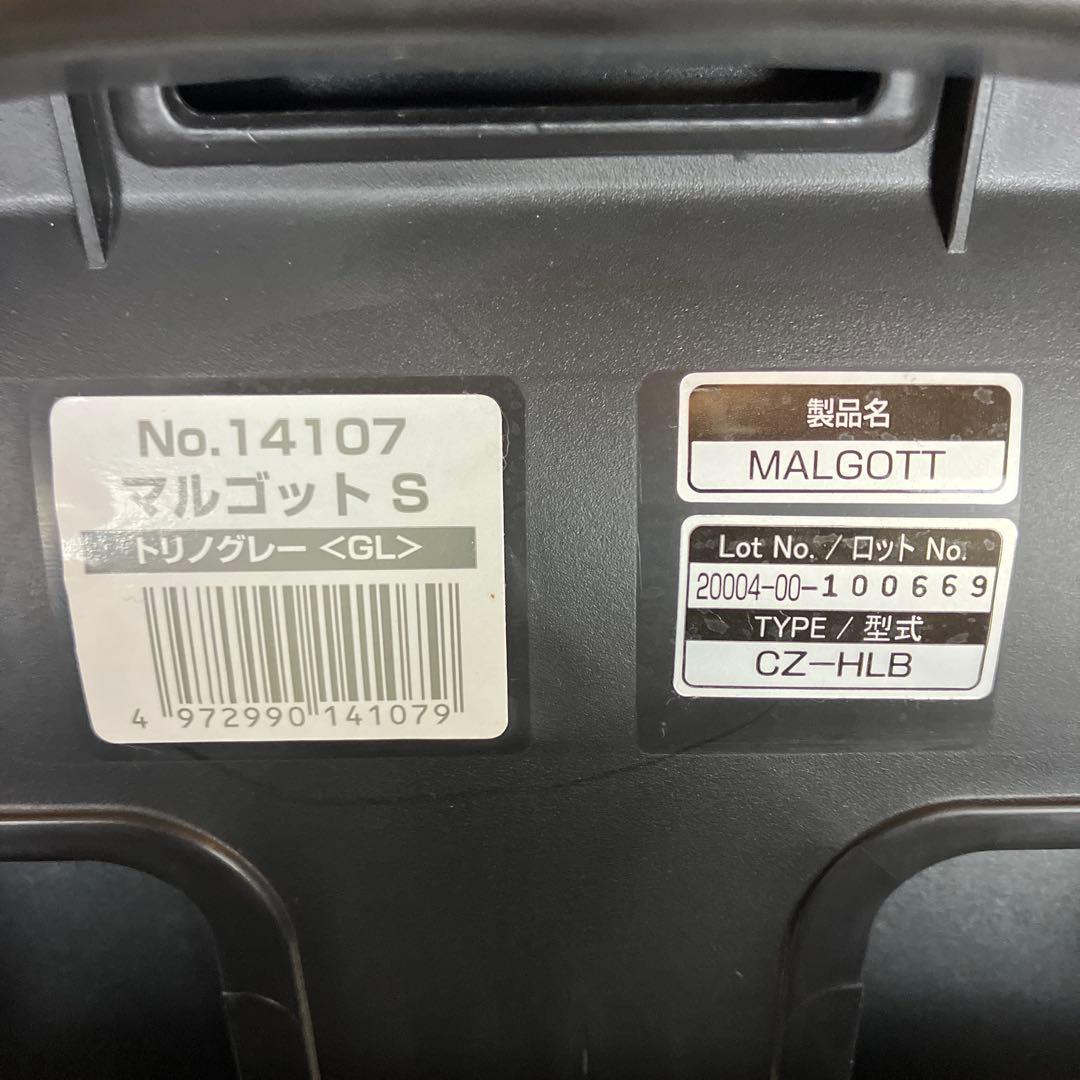 No.14107
マルゴット S
トリノグレー <GL>
4 972990 141079
製品名
MALGOTT
Lot No. / ロット No.
20004-00-100669
TYPE / 型式
CZ-HLB